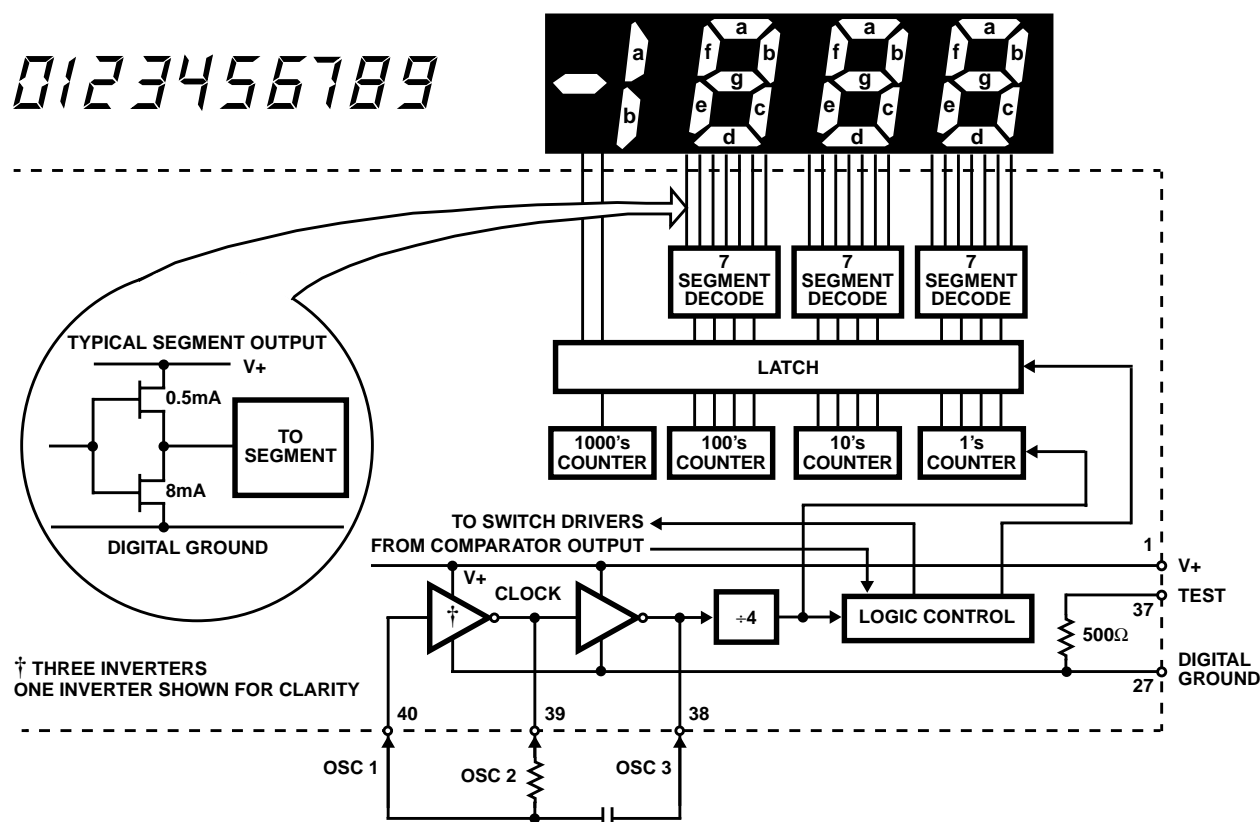 0123456789
a
b
a
f
b
g
e
c
d
a
f
b
g
e
c
d
a
f
b
g
e
c
d
7
SEGMENT
DECODE
7
SEGMENT
DECODE
7
SEGMENT
DECODE
TYPICAL SEGMENT OUTPUT
V+
0.5mA
TO
SEGMENT
8mA
DIGITAL GROUND
LATCH
1000's
COUNTER
100's
COUNTER
10's
COUNTER
1's
COUNTER
TO SWITCH DRIVERS
FROM COMPARATOR OUTPUT
1
V+
V+
CLOCK
†
÷4
LOGIC CONTROL
37
TEST
500Ω
DIGITAL
GROUND
27
† THREE INVERTERS
ONE INVERTER SHOWN FOR CLARITY
40
39
38
OSC 1
OSC 2
OSC 3